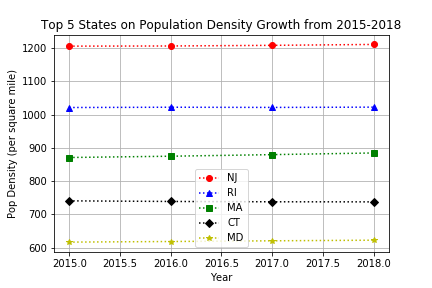 Top 5 States on Population Density Growth from 2015-2018
Pop Density (per square mile)
1200
1100
1000
900
800
700
600
NJ
RI
MA
CT
MD
2015.0 2015.5 2016.0 2016.5 2017.0 2017.5 2018.0
Year